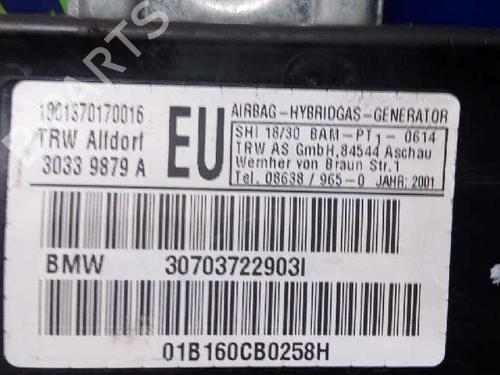 1901370170016
TRW Alfdorf
3033 9879 A
EU
AIRBAG-HYBRIDGAS-GENERATOR
SHI 18/30 BAM-PT1-0614
TRW AS GmbH,84544 Aschau
Wernher von Braun Str.1
Tel. 08638/965-0 JAHR: 2001
BMW 30703722903I
01B160CB0258H